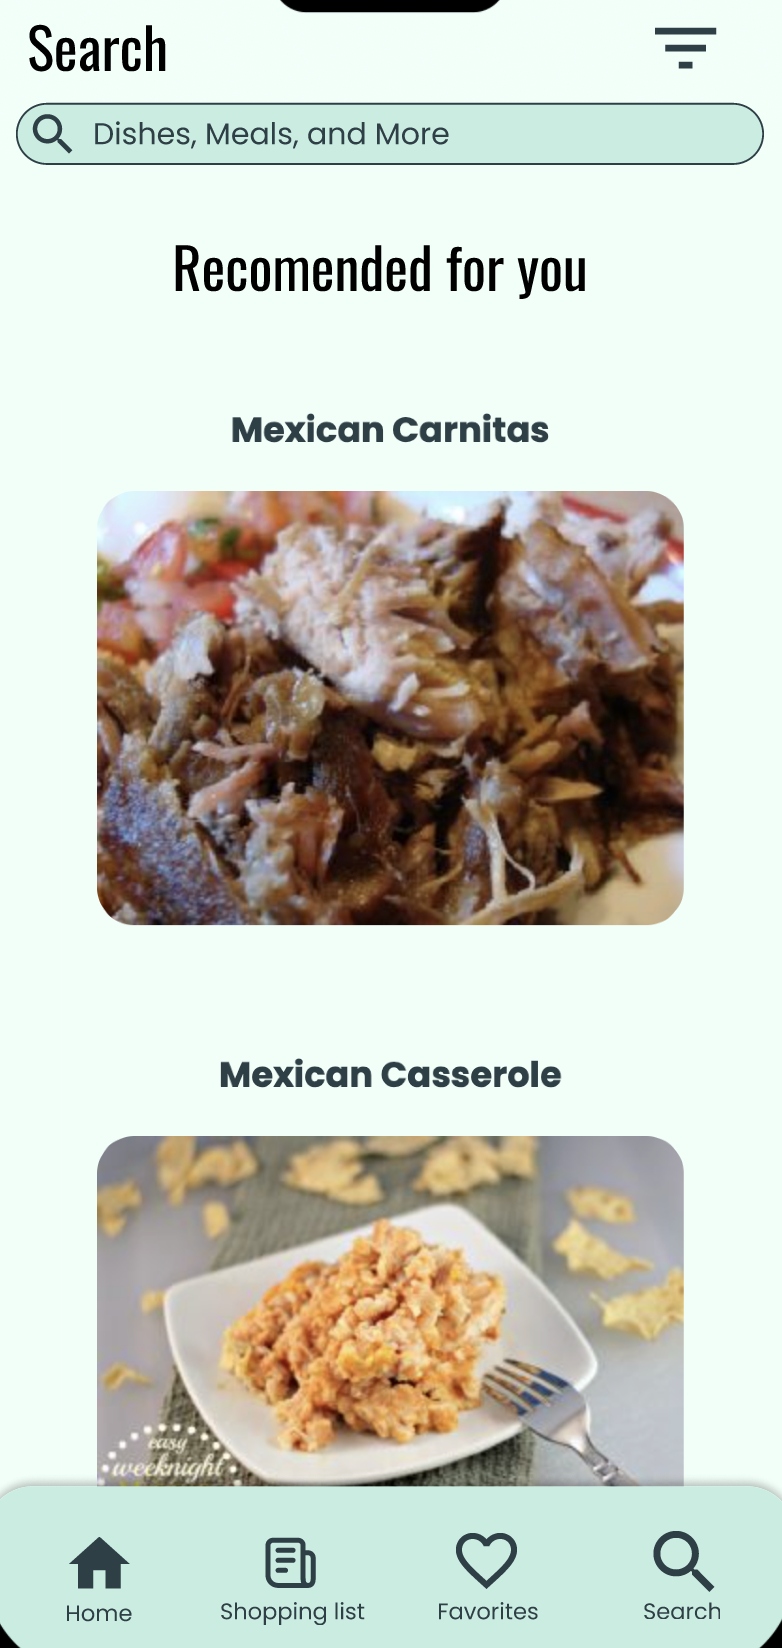 Search
Dishes, Meals, and More
Recomended for you
Mexican Carnitas
Mexican Casserole
easy
weeknight
Home
Shopping list
Favorites
Search